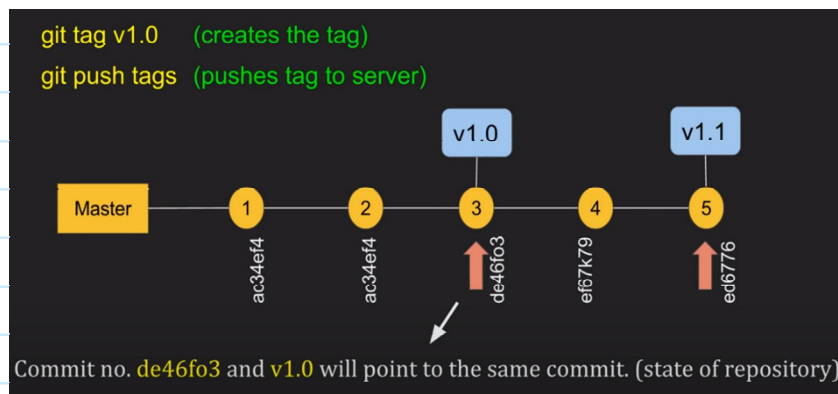 git tag v1.0 (creates the tag)
git push tags (pushes tag to server)
v1.0
v1.1
Master
1
2
3
4
5
ac34ef4
ac34ef4
de46fo3
ef67k79
ed6776
Commit no. de46fo3 and v1.0 will point to the same commit. (state of repository)